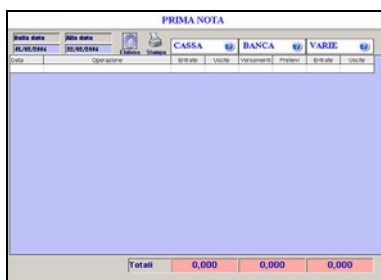 PRIMA NOTA
Dalla data
Alla data
01/02/2006
22/02/2006
Elabora
Stampa
CASSA
BANCA
VARIE
Data Operazione Entrate Uscite Versamenti Prelievi Entrate Uscite
Totali 0,000 0,000 0,000